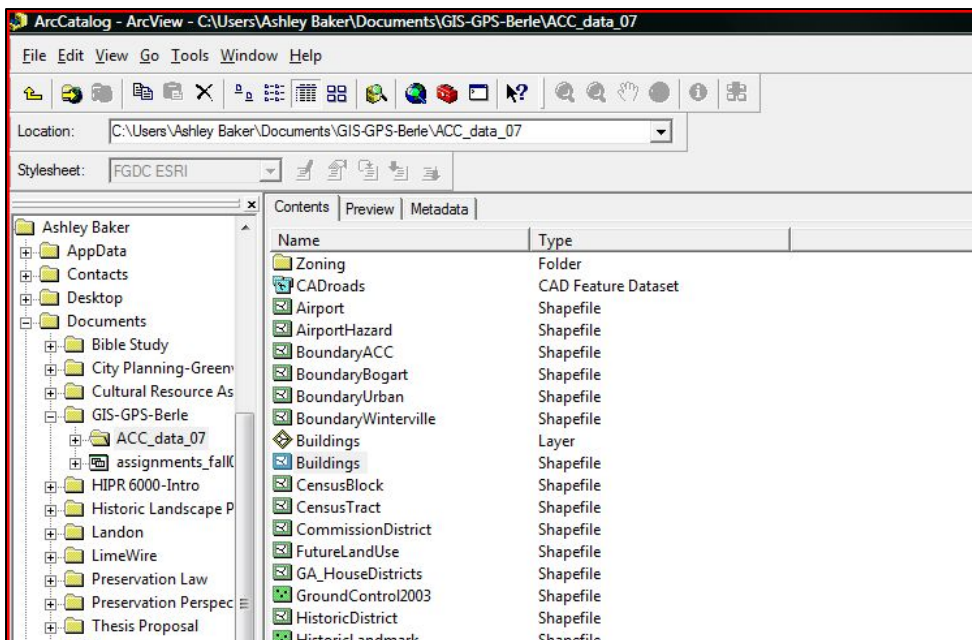 ArcCatalog - ArcView - C:\Users\Ashley Baker\Documents\GIS-GPS-Berle\ACC_data_07
File Edit View Go Tools Window Help
Location: C:\Users\Ashley Baker\Documents\GIS-GPS-Berle\ACC_data_07
Stylesheet: FGDC ESRI
Contents Preview Metadata
Ashley Baker
AppData
Contacts
Desktop
Documents
Bible Study
City Planning-Green
Cultural Resource As
GIS-GPS-Berle
ACC_data_07
assignments_fall
HIPR 6000-Intro
Historic Landscape P
Landon
LimeWire
Preservation Law
Preservation Perspec
Thesis Proposal
Name Type
Zoning Folder
CADroads CAD Feature Dataset
Airport Shapefile
AirportHazard Shapefile
BoundaryACC Shapefile
BoundaryBogart Shapefile
BoundaryUrban Shapefile
BoundaryWinterville Shapefile
Buildings Layer
Buildings Shapefile
CensusBlock Shapefile
CensusTract Shapefile
CommissionDistrict Shapefile
FutureLandUse Shapefile
GA_HouseDistricts Shapefile
GroundControl2003 Shapefile
HistoricDistrict Shapefile
HistoricLandmark Shapefile